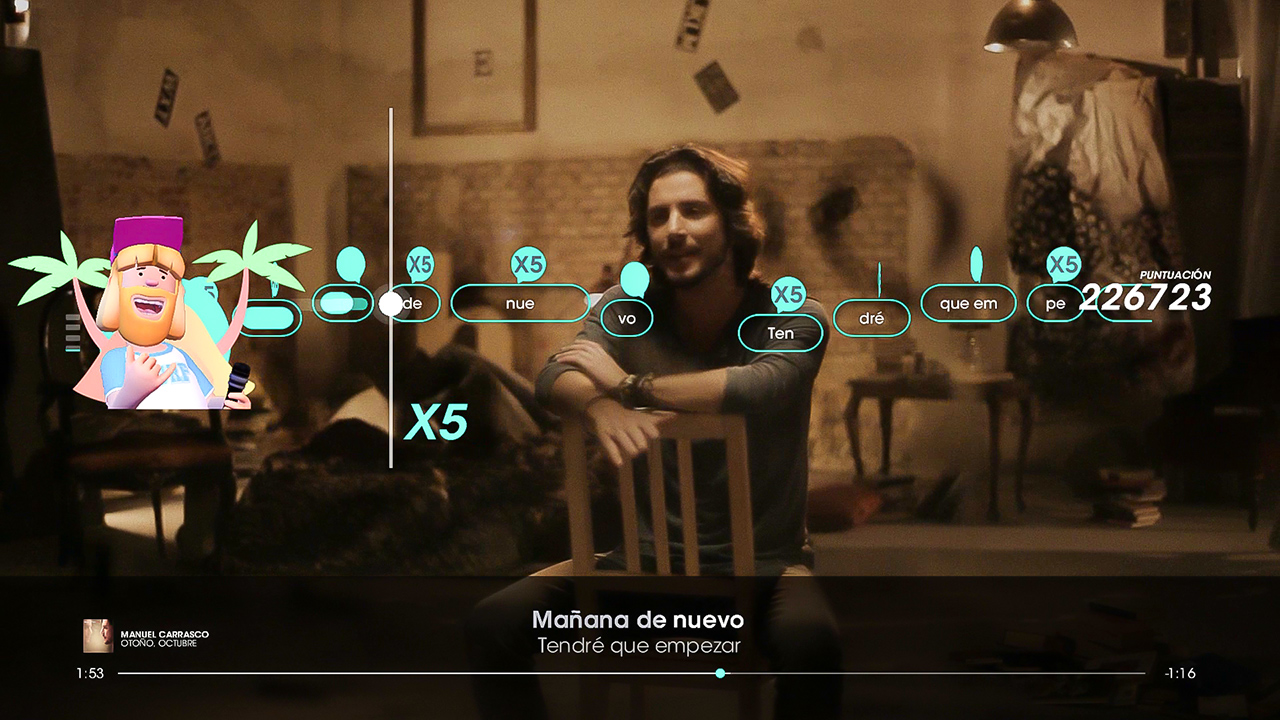 X5
X5
X5
X5
PUNTUACIÓN
226723
de
nue
vo
Ten
dré
que em
pe
X5
Mañana de nuevo
Tendré que empezar
MANUEL CARRASCO
OTOÑO, OCTUBRE
1:53
-1:16